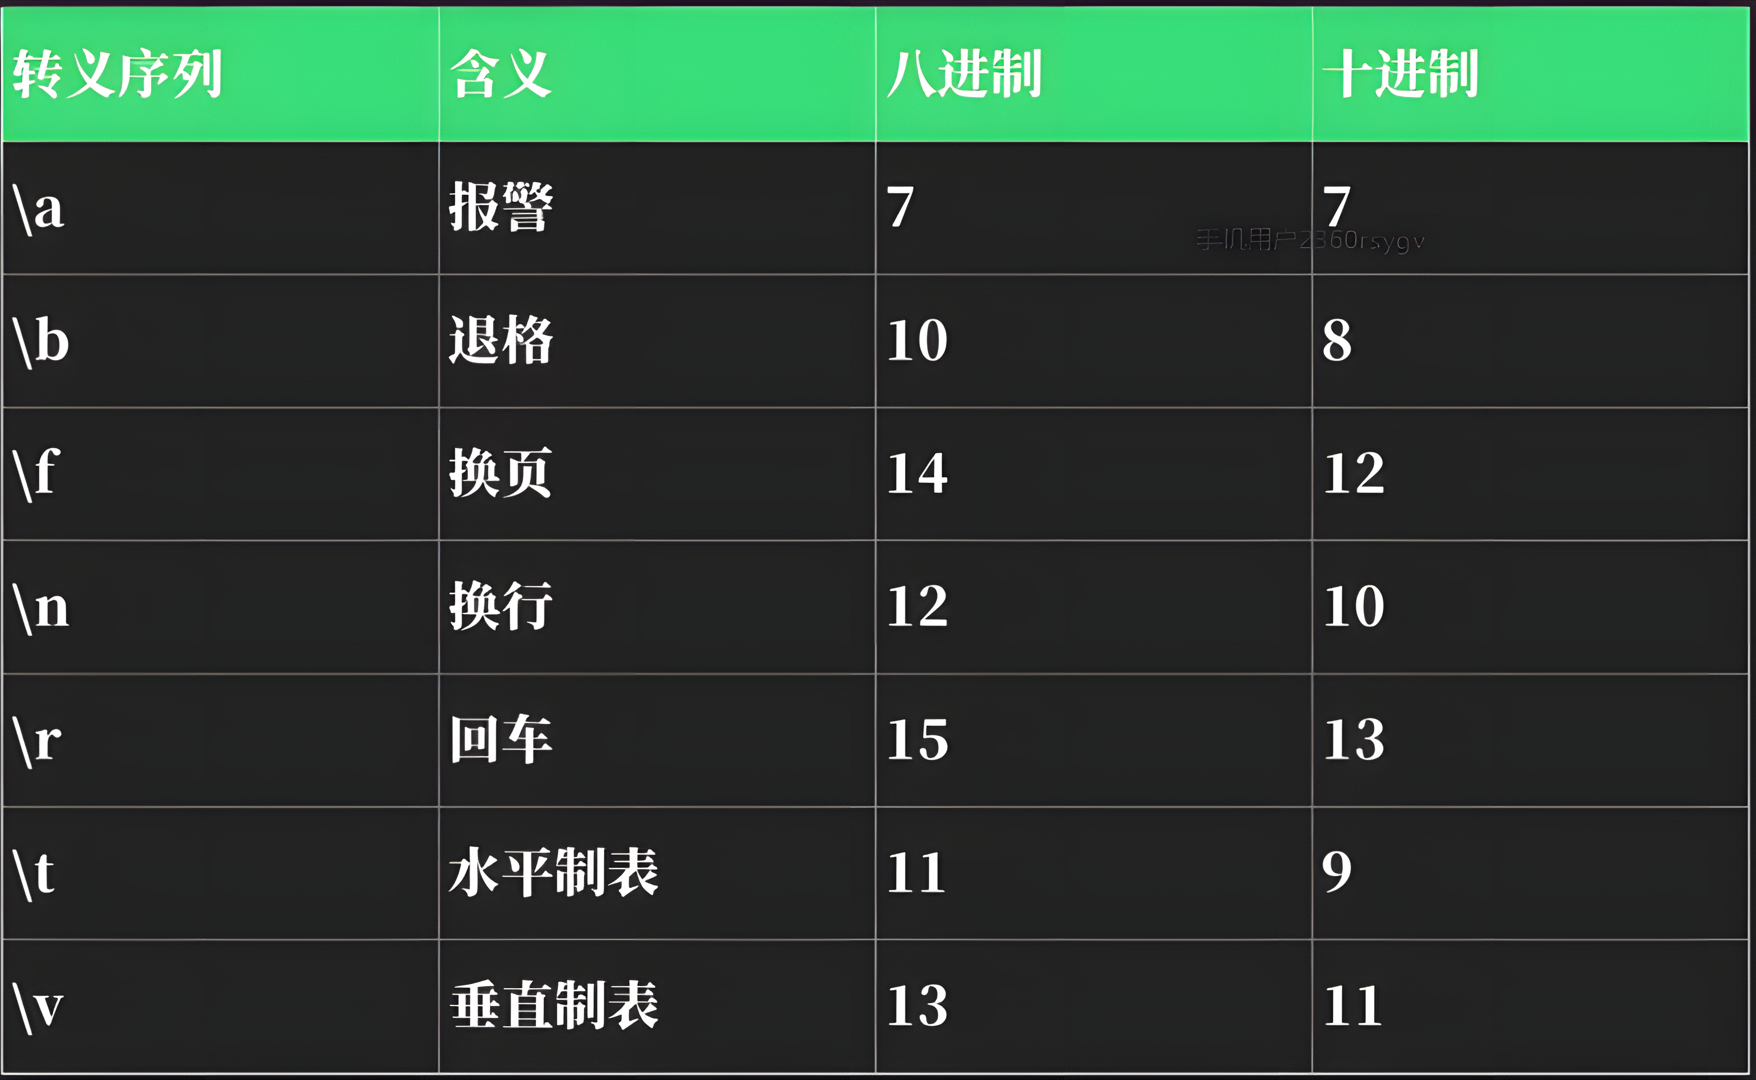 转义序列 含义 八进制 十进制
\a 报警 7 7
手机用户2360rsygv
\b 退格 10 8
\f 换页 14 12
\n 换行 12 10
\r 回车 15 13
\t 水平制表 11 9
\v 垂直制表 13 11